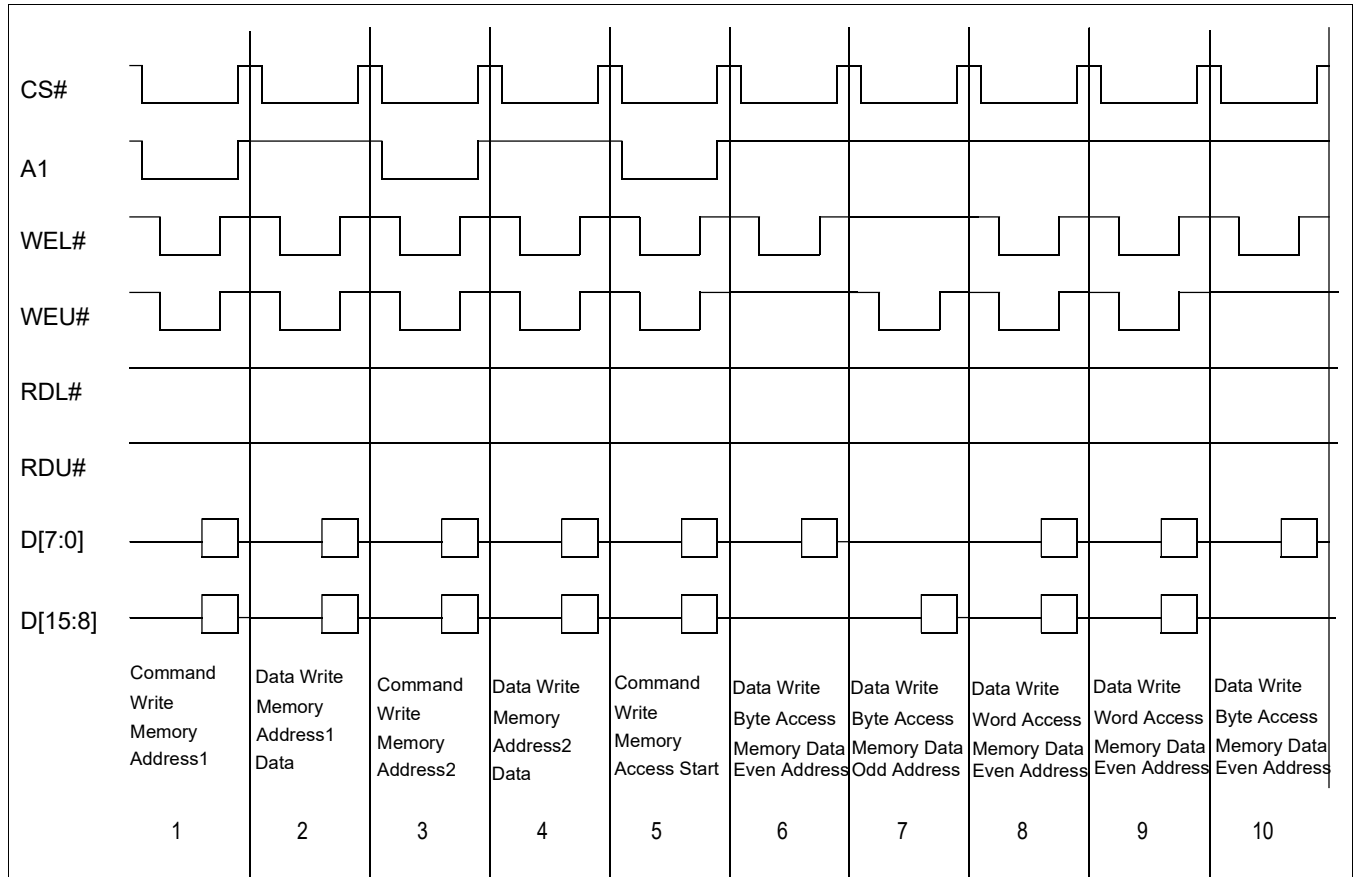 CS#
A1
WEL#
WEU#
RDL#
RDU#
D[7:0]
D[15:8]
Command
Write
Memory
Address1
Data Write
Memory
Address1
Data
Command
Write
Memory
Address2
Data Write
Memory
Address2
Data
Command
Write
Memory
Access Start
Data Write
Byte Access
Memory Data
Even Address
Data Write
Byte Access
Memory Data
Odd Address
Data Write
Word Access
Memory Data
Even Address
Data Write
Word Access
Memory Data
Even Address
Data Write
Byte Access
Memory Data
Even Address
1
2
3
4
5
6
7
8
9
10